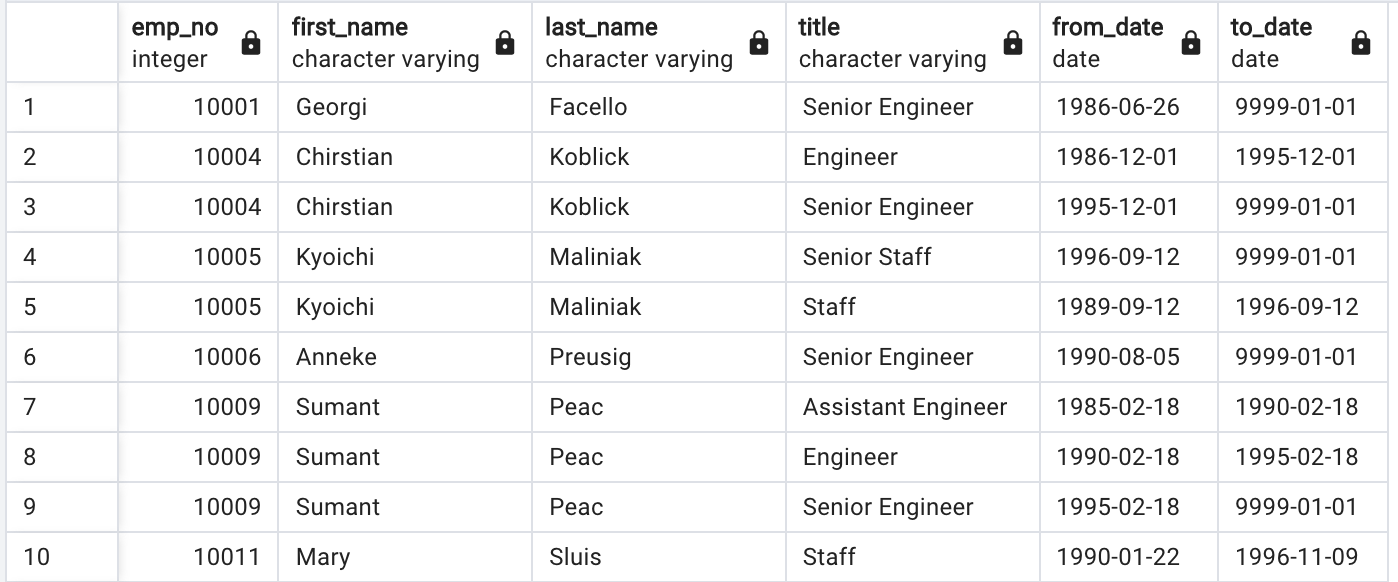 emp_no first_name last_name title from_date to_date
integer character varying character varying character varying date date
1 10001 Georgi Facello Senior Engineer 1986-06-26 9999-01-01
2 10004 Chirstian Koblick Engineer 1986-12-01 1995-12-01
3 10004 Chirstian Koblick Senior Engineer 1995-12-01 9999-01-01
4 10005 Kyoichi Maliniak Senior Staff 1996-09-12 9999-01-01
5 10005 Kyoichi Maliniak Staff 1989-09-12 1996-09-12
6 10006 Anneke Preusig Senior Engineer 1990-08-05 9999-01-01
7 10009 Sumant Peac Assistant Engineer 1985-02-18 1990-02-18
8 10009 Sumant Peac Engineer 1990-02-18 1995-02-18
9 10009 Sumant Peac Senior Engineer 1995-02-18 9999-01-01
10 10011 Mary Sluis Staff 1990-01-22 1996-11-09